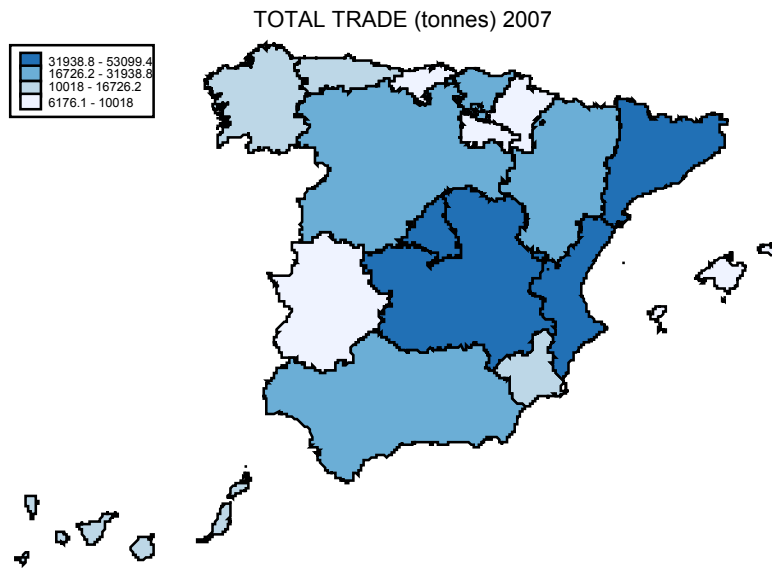 TOTAL TRADE (tonnes) 2007
31938.8 - 53099.4
16726.2 - 31938.8
10018 - 16726.2
6176.1 - 10018